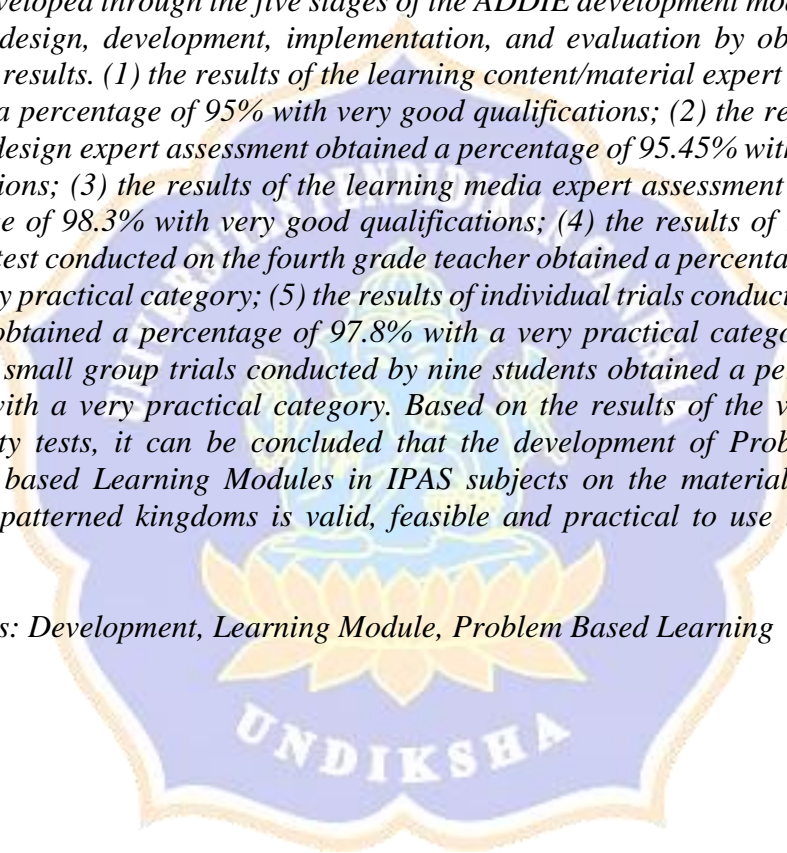 veloped through the five stages of the ADDIE development mod
design, development, implementation, and evaluation by ob
results. (1) the results of the learning content/material expert
a percentage of 95% with very good qualifications; (2) the re
design expert assessment obtained a percentage of 95.45% with
ions; (3) the results of the learning media expert assessment
e of 98.3% with very good qualifications; (4) the results of
test conducted on the fourth grade teacher obtained a percenta
y practical category; (5) the results of individual trials conduct
obtained a percentage of 97.8% with a very practical catego
small group trials conducted by nine students obtained a pe
with a very practical category. Based on the results of the v
ty tests, it can be concluded that the development of Prob
based Learning Modules in IPAS subjects on the material
patterned kingdoms is valid, feasible and practical to use
s: Development, Learning Module, Problem Based Learning
UNDIKSHA